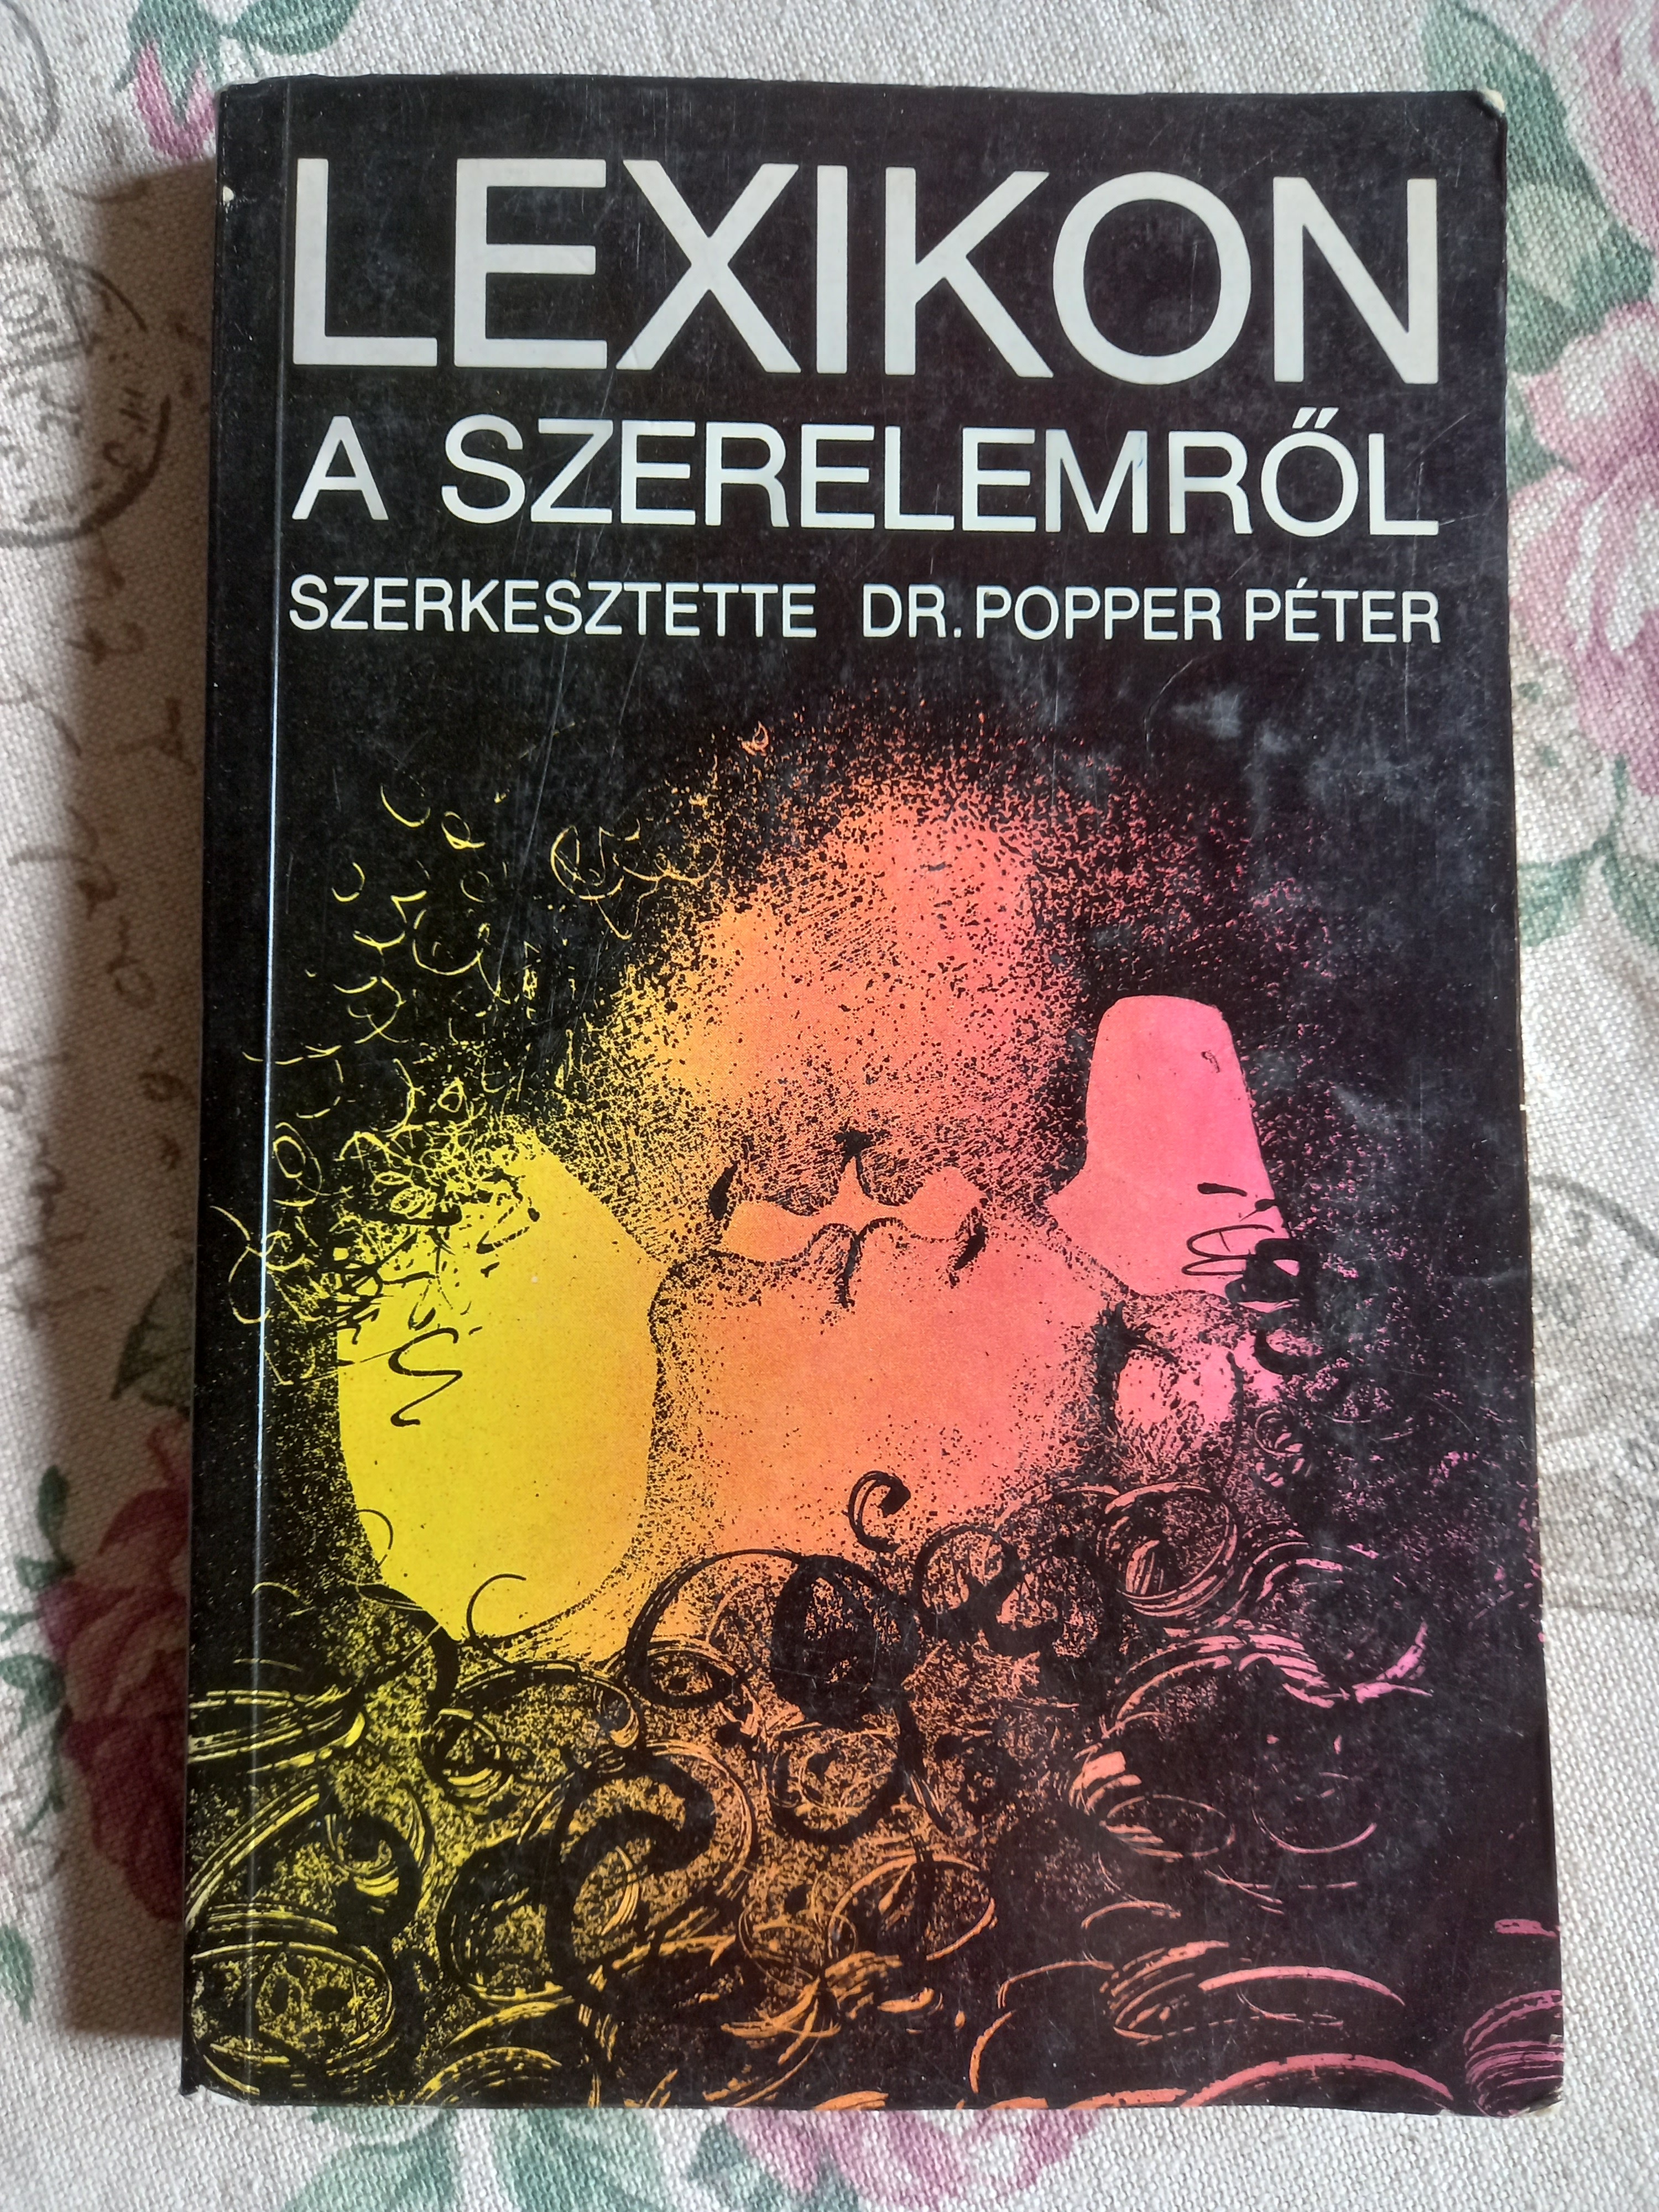 LEXIKON
A SZERELEMRŐL
SZERKESZTETTE DR. POPPER PÉTER